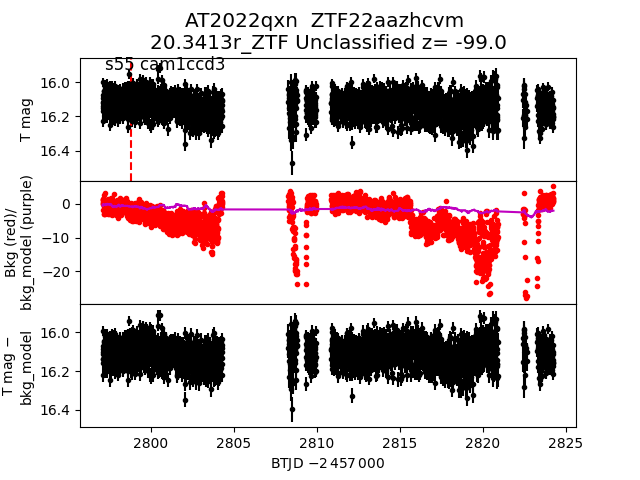 AT2022qxn  ZTF22aazhcvm
20.3413r_ZTF Unclassified z= -99.0
s55 cam1ccd3
16.0
16.2
16.4
T mag
0
−10
−20
Bkg (red)/
bkg_model (purple)
16.0
16.2
16.4
T mag −
bkg_model
2800
2805
2810
2815
2820
2825
BTJD −2 457 000